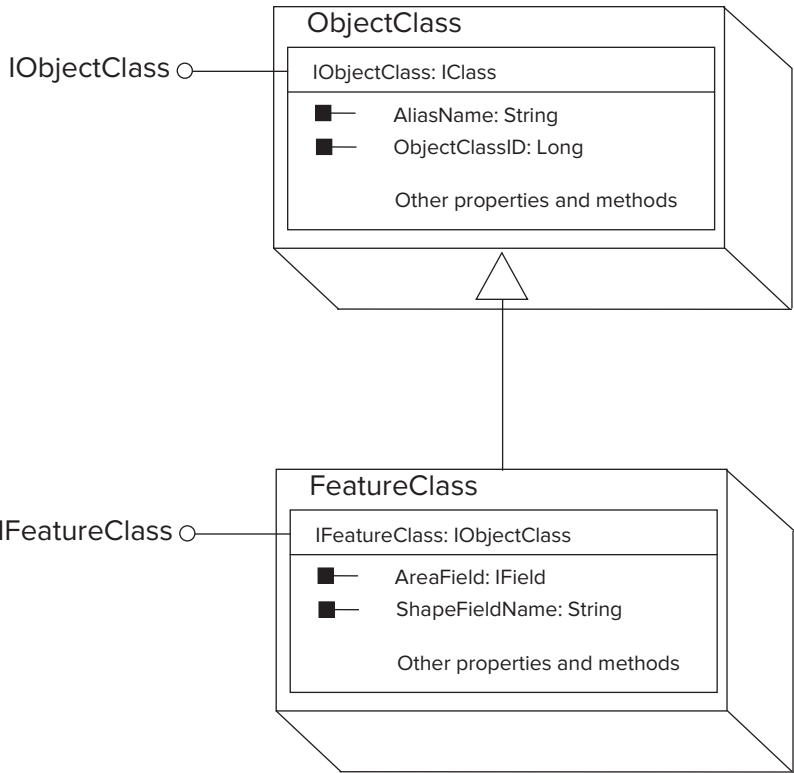 ObjectClass
IObjectClass
IObjectClass: IClass
AliasName: String
ObjectClassID: Long
Other properties and methods
FeatureClass
IFeatureClass
IFeatureClass: IObjectClass
AreaField: IField
ShapeFieldName: String
Other properties and methods